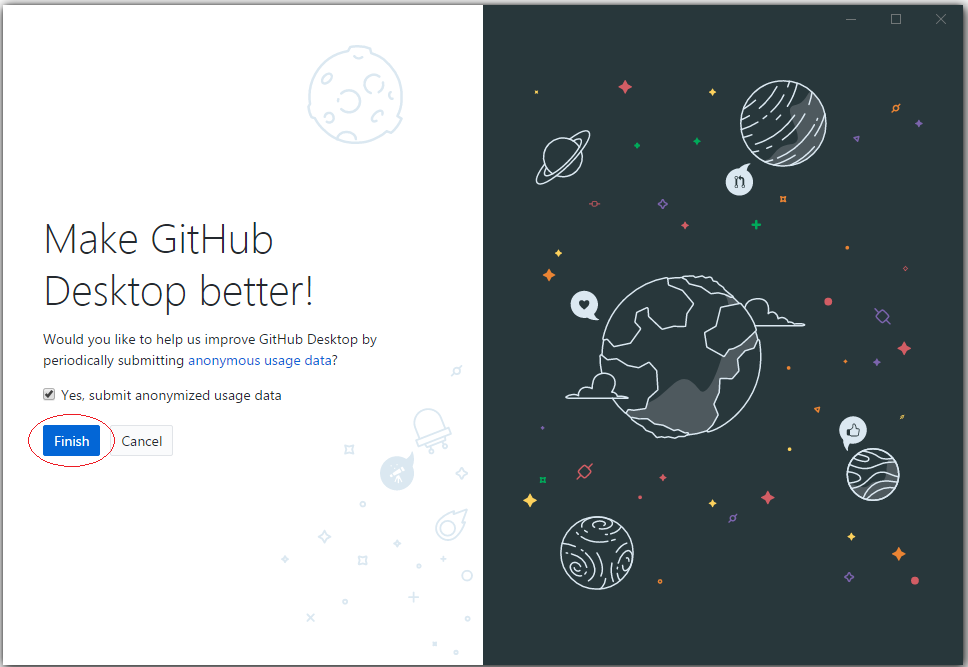 Make GitHub
Desktop better!
Would you like to help us improve GitHub Desktop by
periodically submitting anonymous usage data?
Yes, submit anonymized usage data
Finish Cancel